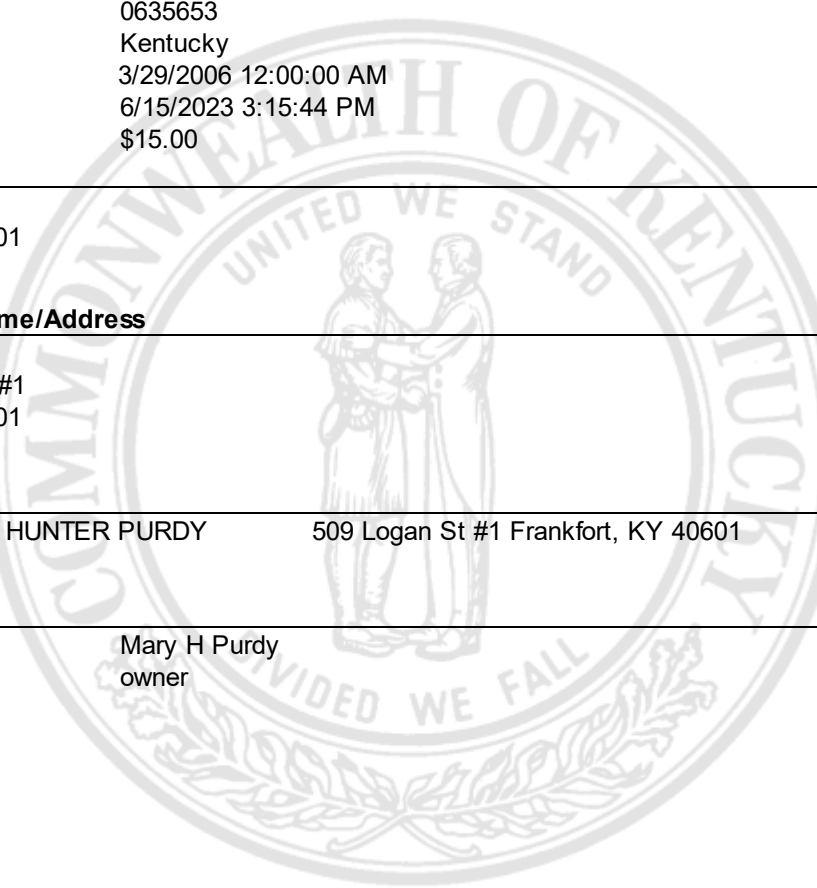 0635653
Kentucky
3/29/2006 12:00:00 AM
6/15/2023 3:15:44 PM
$15.00
01
me/Address
#1
01
HUNTER PURDY 509 Logan St #1 Frankfort, KY 40601
Mary H Purdy
owner
COMMONWEALTH OF KENTUCKY
UNITED WE STAND
DIVIDED WE FALL